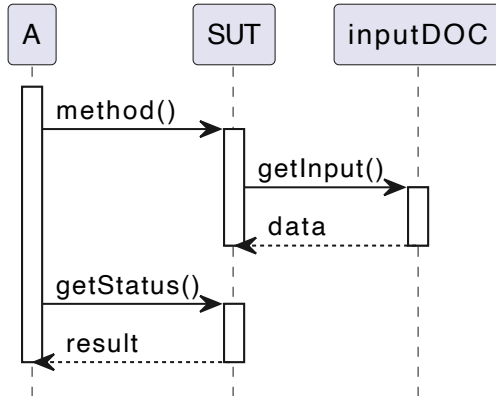 A
SUT
inputDOC
method()
getInput()
data
getStatus()
result